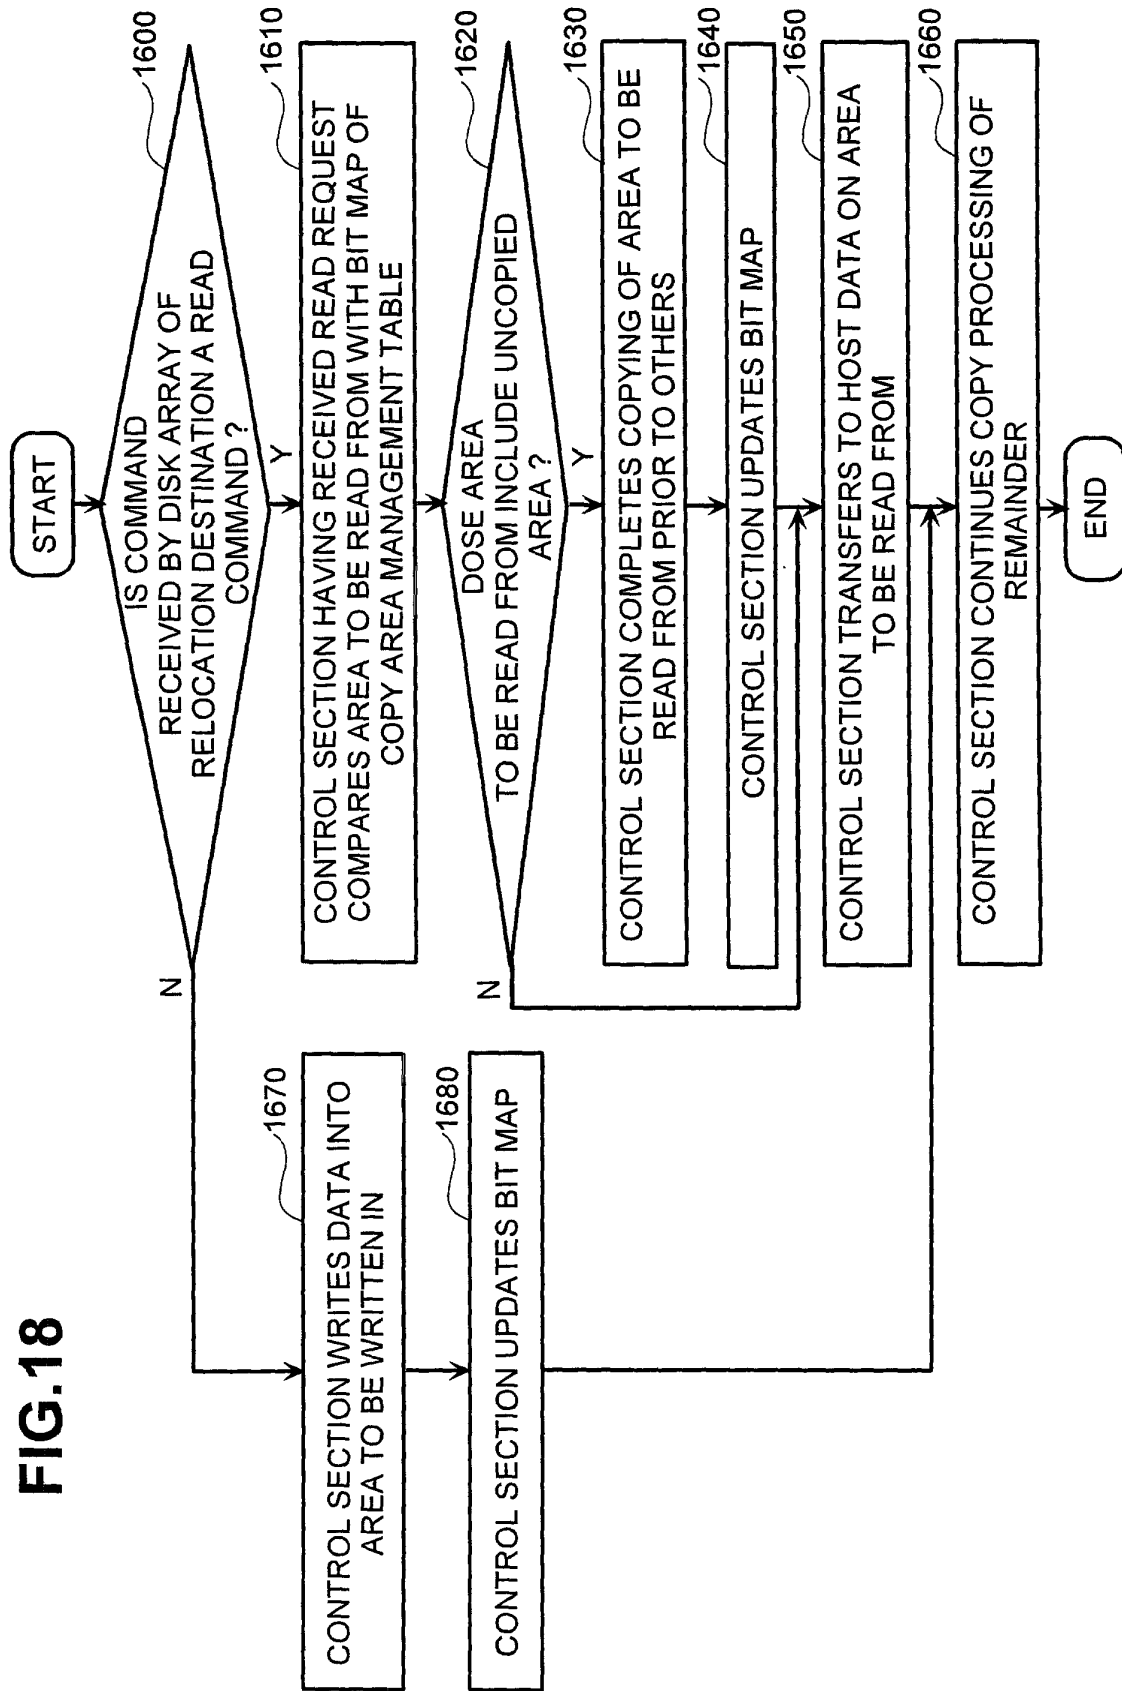 FIG.18
START
1600
IS COMMAND
RECEIVED BY DISK ARRAY OF
RELOCATION DESTINATION A READ
COMMAND ?
N
Y
1610
CONTROL SECTION HAVING RECEIVED READ REQUEST
COMPARES AREA TO BE READ FROM WITH BIT MAP OF
COPY AREA MANAGEMENT TABLE
1620
DOSE AREA
TO BE READ FROM INCLUDE UNCOPIED
AREA ?
N
Y
1630
CONTROL SECTION COMPLETES COPYING OF AREA TO BE
READ FROM PRIOR TO OTHERS
1640
CONTROL SECTION UPDATES BIT MAP
1650
CONTROL SECTION TRANSFERS TO HOST DATA ON AREA
TO BE READ FROM
1660
CONTROL SECTION CONTINUES COPY PROCESSING OF
REMAINDER
END
1670
CONTROL SECTION WRITES DATA INTO
AREA TO BE WRITTEN IN
1680
CONTROL SECTION UPDATES BIT MAP